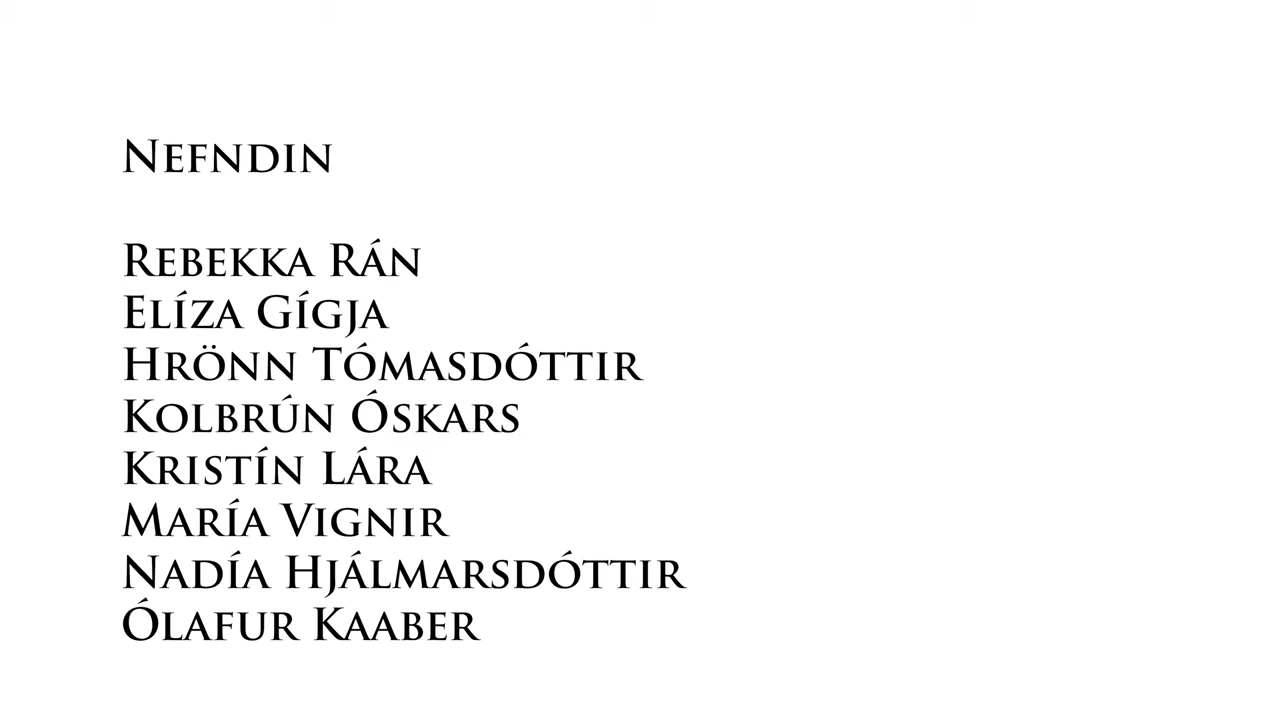 Nefndin
Rebekka Rán
Elíza Gígja
Hrönn Tómasdóttir
Kolbrún Óskars
Kristín Lára
María Vignir
Nadía Hjálmarsdóttir
Ólafur Kaaber